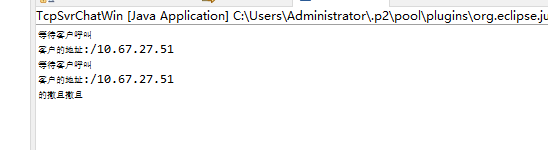 TcpSvrChatWin [Java Application] C:\Users\Administrator\.p2\pool\plugins\org.eclipse.ju
等待客户呼叫
客户的地址:/10.67.27.51
等待客户呼叫
客户的地址:/10.67.27.51
的撒旦撒旦